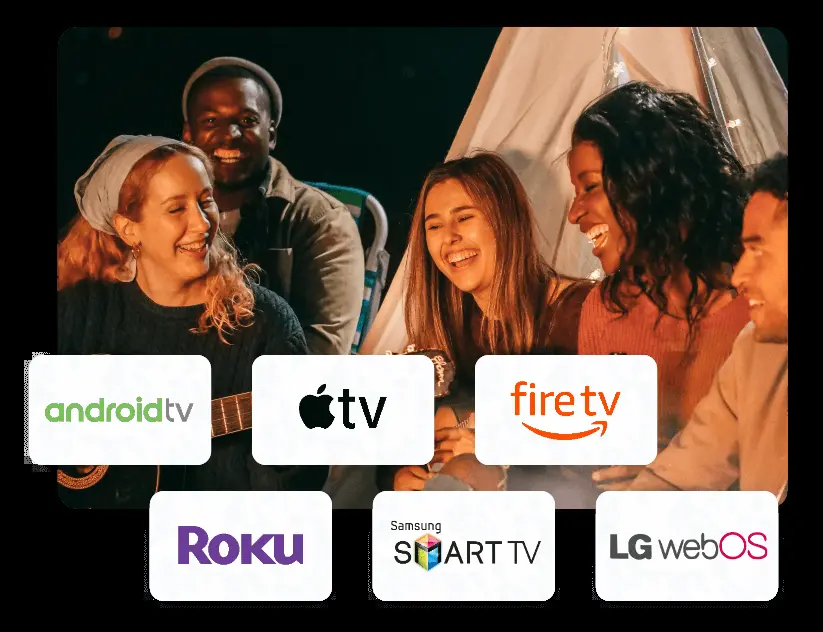 androidtv
tv
firetv
ROKU
Samsung
SMART TV
LG webOS